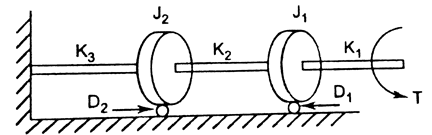 J₂ J₁
K₃ K₂ K₁
D₂ D₁ T